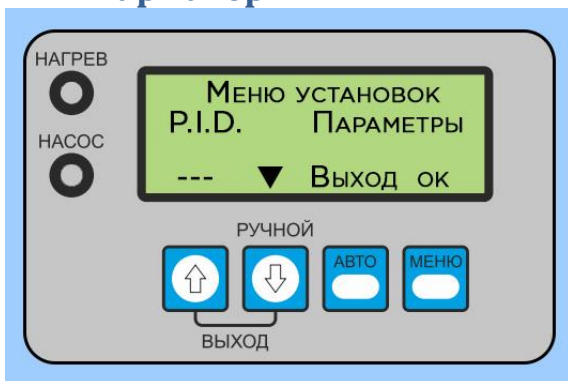 НАГРЕВ
НАСОС
Меню установок
P.I.D. Параметры
--- ▼ Выход ок
РУЧНОЙ
АВТО
МЕНЮ
ВЫХОД